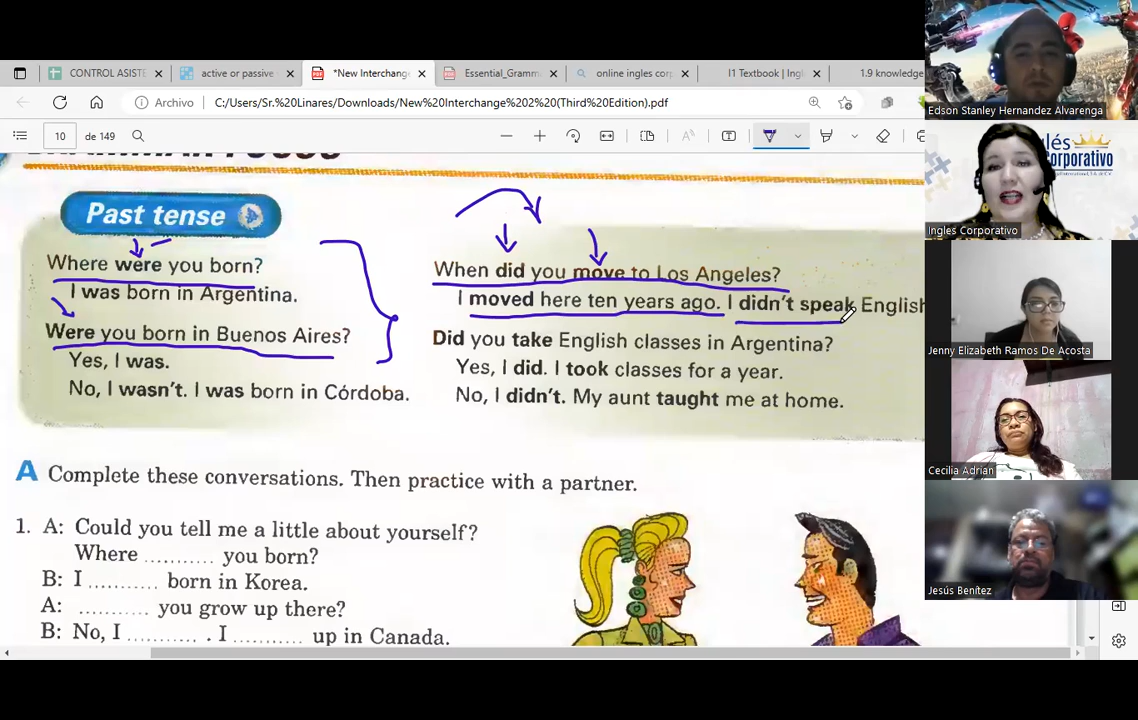 CONTROL ASISTE
active or passive
*New Interchange
Essential_Gramm
online ingles corp
I1 Textbook | Ingl
1.9 knowledge
Archivo
C:/Users/Sr.%20Linares/Downloads/New%20Interchange%202%20(Third%20Edition).pdf
10
de 149
Past tense
Where were you born?
I was born in Argentina.
Were you born in Buenos Aires?
Yes, I was.
No, I wasn't. I was born in Córdoba.
When did you move to Los Angeles?
I moved here ten years ago. I didn't speak English
Did you take English classes in Argentina?
Yes, I did. I took classes for a year.
No, I didn't. My aunt taught me at home.
A Complete these conversations. Then practice with a partner.
1. A: Could you tell me a little about yourself?
Where .......... you born?
B: I .......... born in Korea.
A: .......... you grow up there?
B: No, I .......... . I .......... up in Canada.
Edson Stanley Hernandez Alvarenga
lés
orporativo
Ingles Corporativo
Jenny Elizabeth Ramos De Acosta
Cecilia Adrian
Jesús Benítez